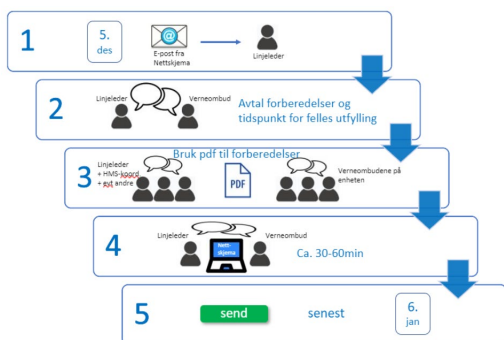 1
5.
des
E-post fra
Nettskjema
Linjeleder
2
Linjeleder
Verneombud
Avtal forberedelser og
tidspunkt for felles utfylling
3
Bruk pdf til forberedelser
Linjeleder
+ HMS-koord
+ evt andre
PDF
Verneombudene på
enheten
4
Linjeleder
Verneombud
Nett-
skjema
Ca. 30-60min
5
send
senest
6.
jan